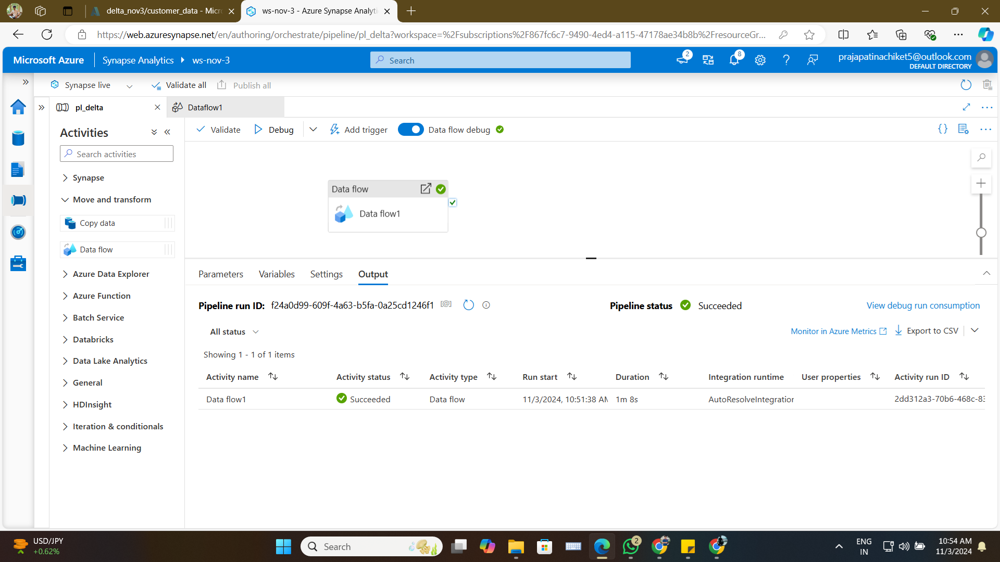 delta_nov3/customer_data - Micr
ws-nov-3 - Azure Synapse Analyti
https://web.azuresynapse.net/en/authoring/orchestrate/pipeline/pl_delta?workspace=%2Fsubscriptions%2F867fc6c7-9490-4ed4-a115-47178ae34b8b%2FresourceGr...
Microsoft Azure
Synapse Analytics
ws-nov-3
Search
2
8
prajapatinachiket5@outlook.com
DEFAULT DIRECTORY
Synapse live
Validate all
Publish all
pl_delta
Dataflow1
Activities
Search activities
Synapse
Move and transform
Copy data
Data flow
Azure Data Explorer
Azure Function
Batch Service
Databricks
Data Lake Analytics
General
HDInsight
Iteration & conditionals
Machine Learning
Validate
Debug
Add trigger
Data flow debug
Data flow
Data flow1
Parameters
Variables
Settings
Output
Pipeline run ID: f24a0d99-609f-4a63-b5fa-0a25cd1246f1
Pipeline status
Succeeded
View debug run consumption
All status
Monitor in Azure Metrics
Export to CSV
Showing 1 - 1 of 1 items
Activity name
Activity status
Activity type
Run start
Duration
Integration runtime
User properties
Activity run ID
Data flow1
Succeeded
Data flow
11/3/2024, 10:51:38 AM
1m 8s
AutoResolveIntegration
2dd312a3-70b6-468c-83
USD/JPY
+0.62%
Search
2
ENG
IN
10:54 AM
11/3/2024